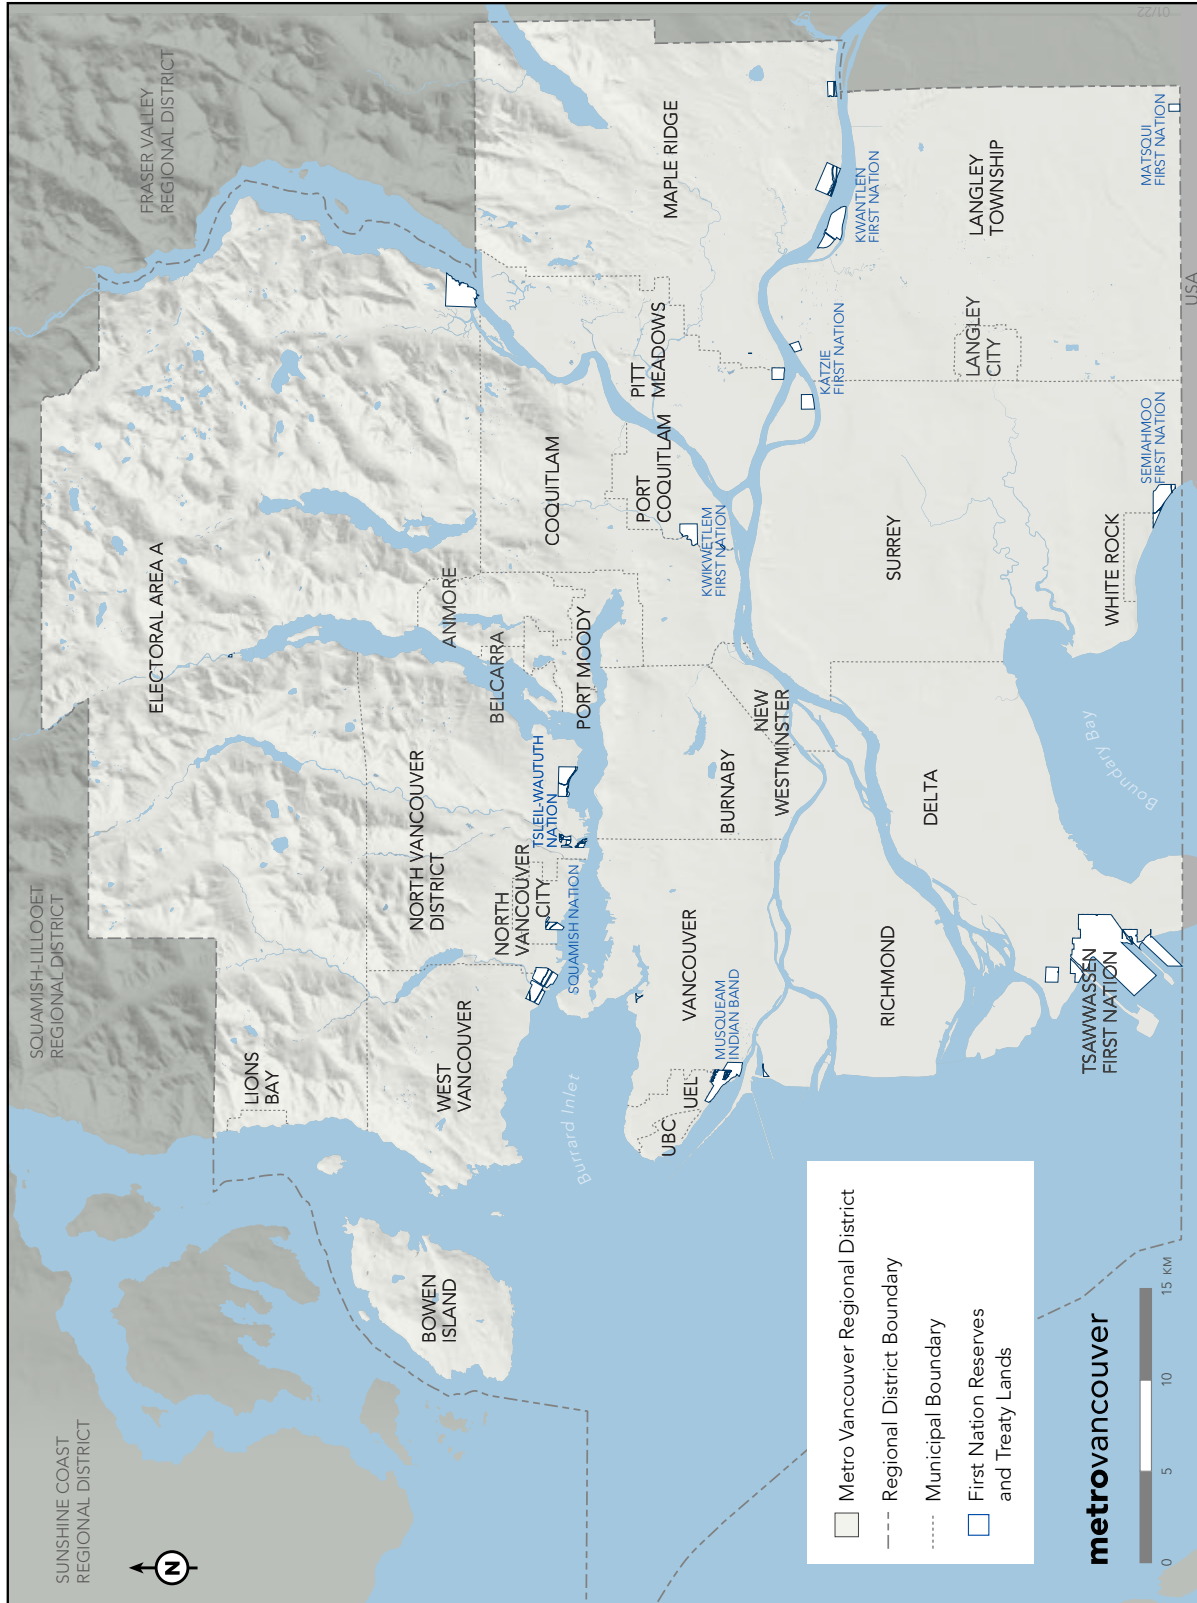 SUNSHINE COAST
REGIONAL DISTRICT
SQUAMISH-LILLOOET
REGIONAL DISTRICT
FRASER VALLEY
REGIONAL DISTRICT
N
ELECTORAL AREA A
LIONS
BAY
BOWEN
ISLAND
WEST
VANCOUVER
NORTH VANCOUVER
DISTRICT
NORTH
VANCOUVER
CITY
BELCARRA
ANMORE
COQUITLAM
TSLEIL-WAUTUTH
NATION
SQUAMISH NATION
Burrard Inlet
PORT MOODY
PORT
COQUITLAM
PITT
MEADOWS
MAPLE RIDGE
UBC
UEL
VANCOUVER
MUSQUEAM
INDIAN BAND
BURNABY
NEW
WESTMINSTER
KWIKWETLEM
FIRST NATION
KATZIE
FIRST NATION
KWANTLEN
FIRST NATION
RICHMOND
DELTA
SURREY
LANGLEY
CITY
LANGLEY
TOWNSHIP
TSAWWASSEN
FIRST NATION
Boundary Bay
WHITE ROCK
SEMIAHMOO
FIRST NATION
MATSQUI
FIRST NATION
USA
Metro Vancouver Regional District
Regional District Boundary
Municipal Boundary
First Nation Reserves
and Treaty Lands
metrovancouver
0 5 10 15 KM
01/22